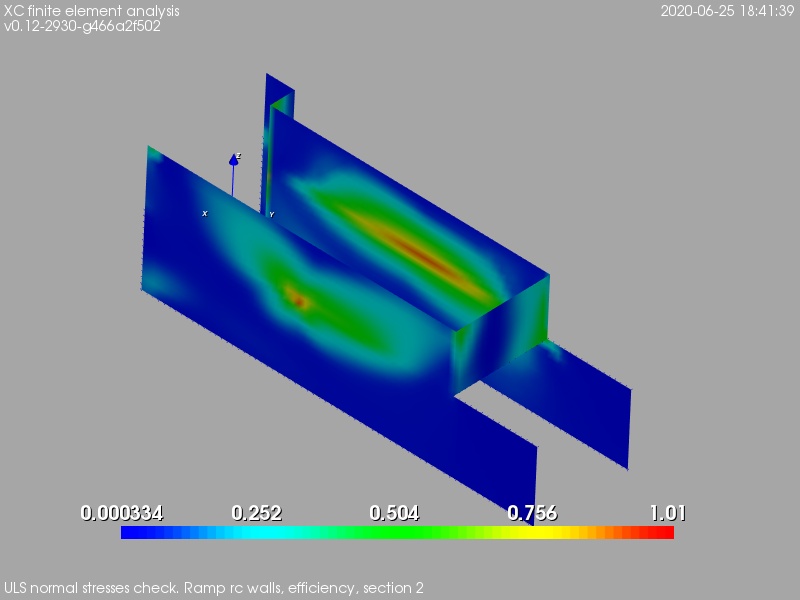 XC finite element analysis
v0.12-2930-g466a2f502
2020-06-25 18:41:39
Z
X
Y
0.000334 0.252 0.504 0.756 1.01
ULS normal stresses check. Ramp rc walls, efficiency, section 2